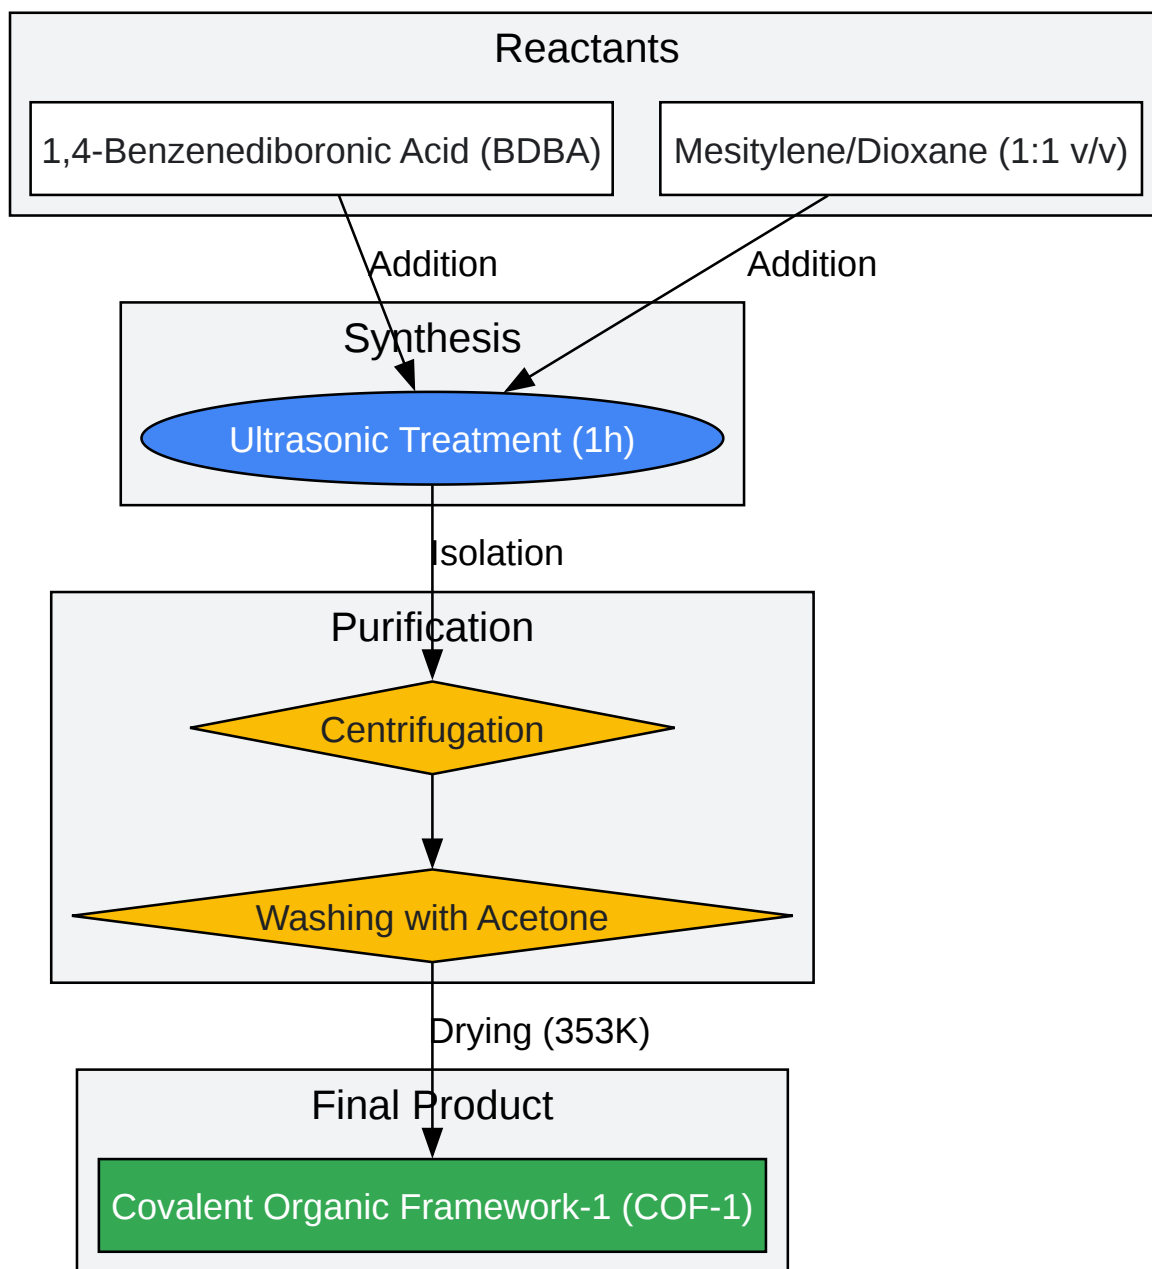 Reactants
1,4-Benzenediboronic Acid (BDBA)
Mesitylene/Dioxane (1:1 v/v)
Addition
Addition
Synthesis
Ultrasonic Treatment (1h)
Isolation
Purification
Centrifugation
Washing with Acetone
Drying (353K)
Final Product
Covalent Organic Framework-1 (COF-1)